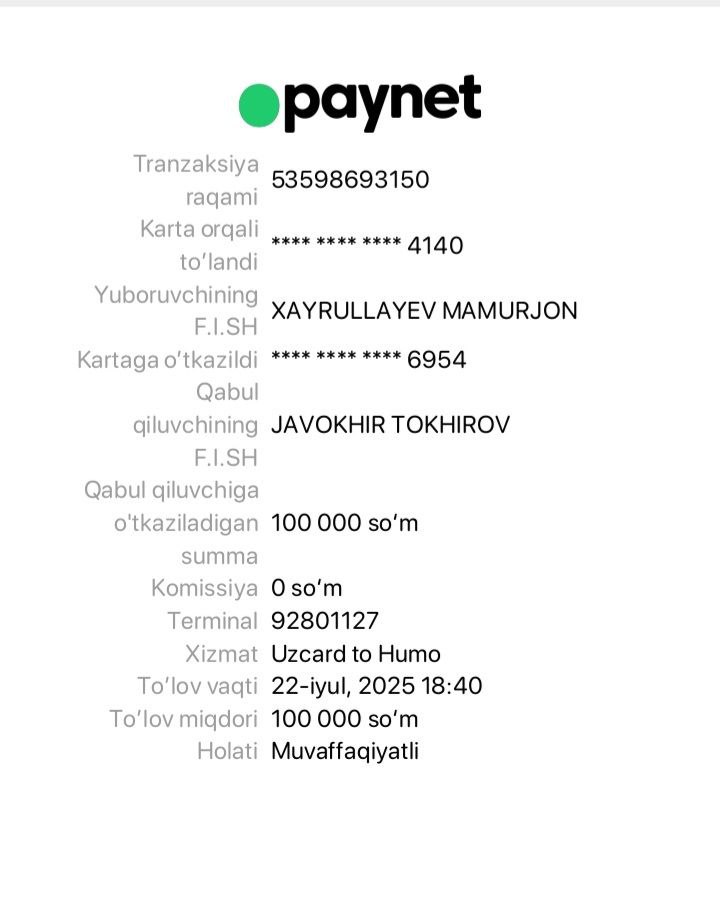 paynet
Tranzaksiya
raqami
53598693150
Karta orqali
to‘landi
**** **** **** 4140
Yuboruvchining
F.I.SH
XAYRULLAYEV MAMURJON
Kartaga o‘tkazildi **** **** **** 6954
Qabul
qiluvchining JAVOKHIR TOKHIROV
F.I.SH
Qabul qiluvchiga
o'tkaziladigan 100 000 so‘m
summa
Komissiya 0 so‘m
Terminal 92801127
Xizmat Uzcard to Humo
To‘lov vaqti 22-iyul, 2025 18:40
To‘lov miqdori 100 000 so‘m
Holati Muvaffaqiyatli